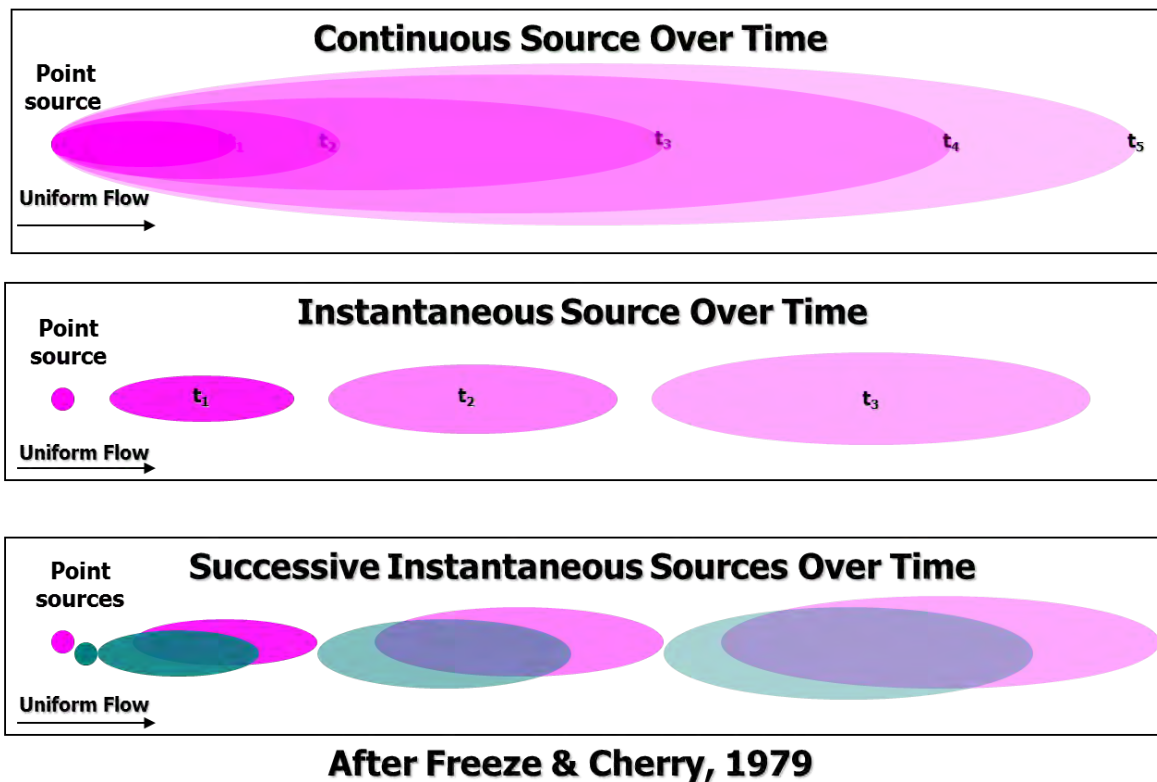 Continuous Source Over Time
Point
source
t₁
t₂
t₃
t₄
t₅
Uniform Flow
Instantaneous Source Over Time
Point
source
t₁
t₂
t₃
Uniform Flow
Successive Instantaneous Sources Over Time
Point
sources
Uniform Flow
After Freeze & Cherry, 1979